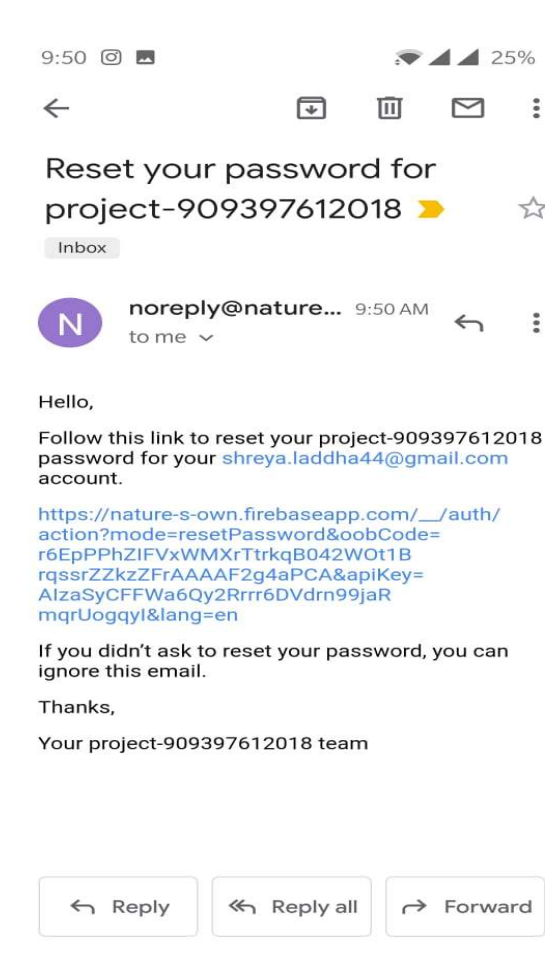 9:50 25%
Reset your password for
project-909397612018
Inbox
N
noreply@nature... 9:50 AM
to me
Hello,
Follow this link to reset your project-909397612018
password for your shreya.laddha44@gmail.com
account.
https://nature-s-own.firebaseapp.com/__/auth/
action?mode=resetPassword&oobCode=
r6EpPPhZIFVxWMXrTtrkqB042WOt1B
rqssrZZkzZFrAAAAF2g4aPCA&apiKey=
AIzaSyCFFWa6Qy2Rrrr6DVdrn99jaR
mqrUogqyI&lang=en
If you didn’t ask to reset your password, you can
ignore this email.
Thanks,
Your project-909397612018 team
Reply Reply all Forward